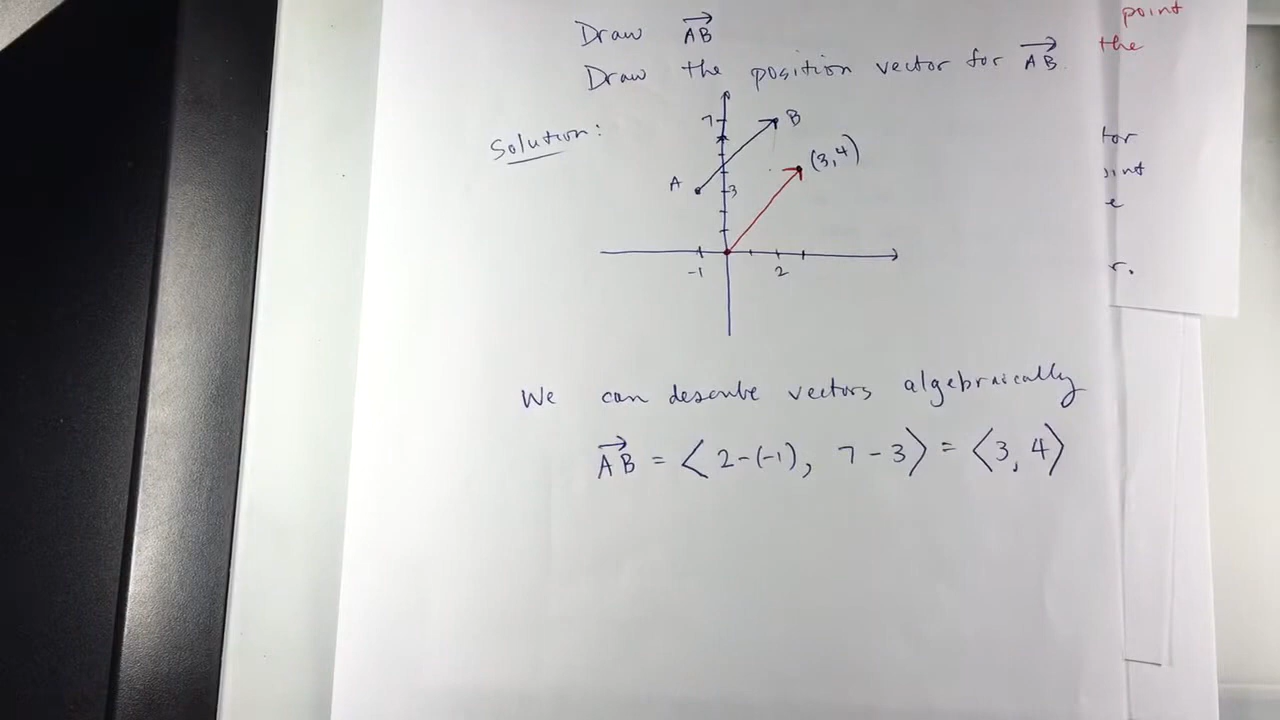 Draw AB
Draw the position vector for AB.
Solution:
7
B
(3,4)
A
3
-1
2
We can describe vectors algebraically
AB = ⟨2-(-1), 7-3⟩ = ⟨3, 4⟩
point
the
tor
e
r.